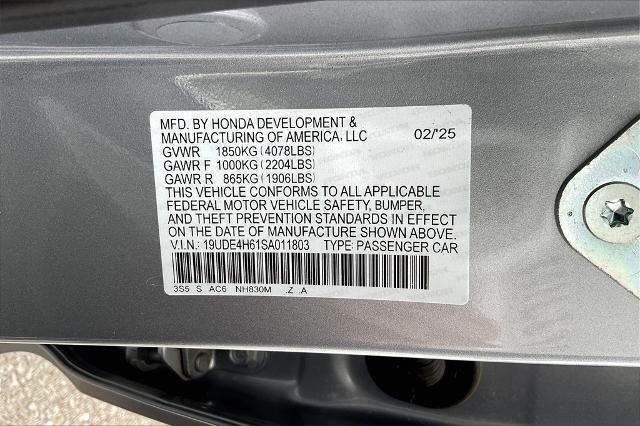 MFD. BY HONDA DEVELOPMENT &
MANUFACTURING OF AMERICA, LLC 02/'25
GVWR 1850KG (4078LBS)
GAWR F 1000KG (2204LBS)
GAWR R 865KG (1906LBS)
THIS VEHICLE CONFORMS TO ALL APPLICABLE
FEDERAL MOTOR VEHICLE SAFETY, BUMPER,
AND THEFT PREVENTION STANDARDS IN EFFECT
ON THE DATE OF MANUFACTURE SHOWN ABOVE.
V.I.N.: 19UDE4H61SA011803 TYPE: PASSENGER CAR
3S5 S AC6 NH830M .Z .A